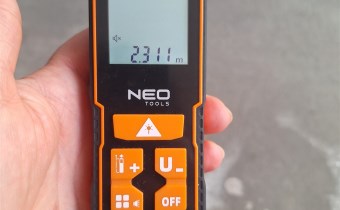 2.311 m
NEO
TOOLS
+ U-
OFF